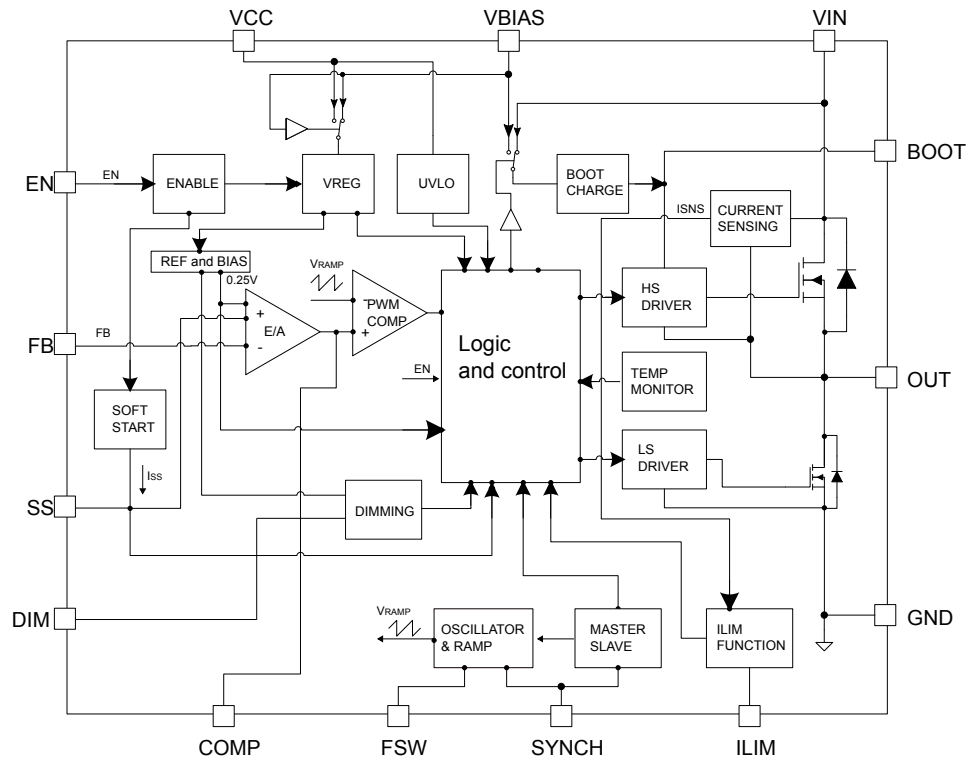 VCC
VBIAS
VIN
BOOT
EN
EN
ENABLE
VREG
UVLO
BOOT
CHARGE
ISNS
CURRENT
SENSING
REF and BIAS
0.25V
VRAMP
-
PWM
COMP
+
HS
DRIVER
+
E/A
-
FB
FB
Logic
and control
EN
TEMP
MONITOR
OUT
SOFT
START
ISS
LS
DRIVER
SS
DIMMING
DIM
VRAMP
OSCILLATOR
& RAMP
MASTER
SLAVE
ILIM
FUNCTION
GND
COMP
FSW
SYNCH
ILIM